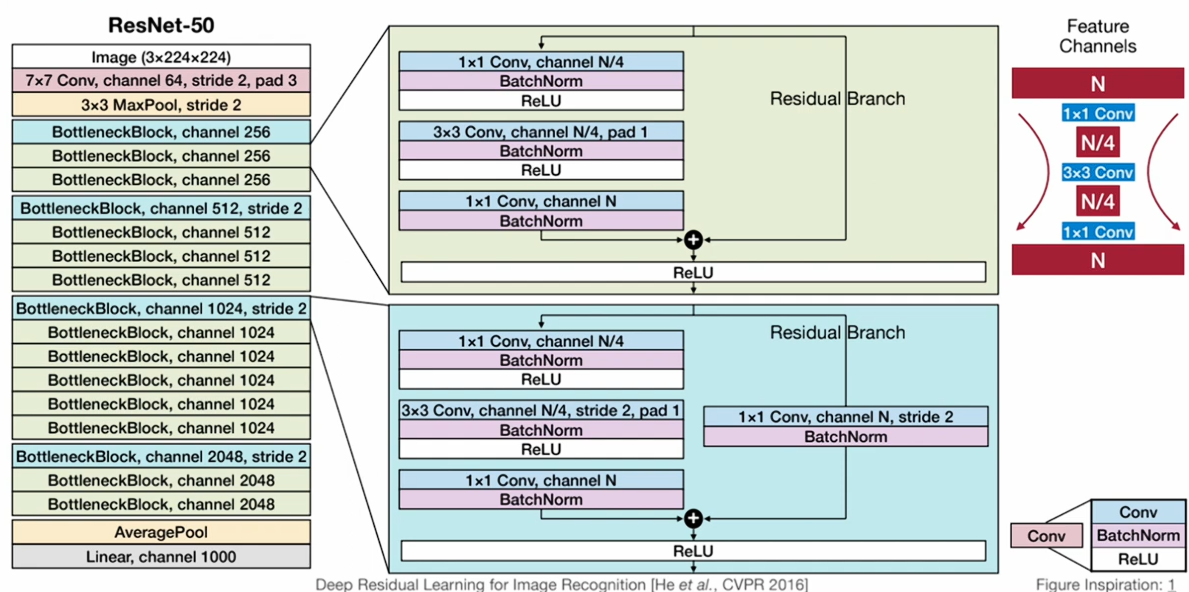 ResNet-50
Image (3×224×224)
7×7 Conv, channel 64, stride 2, pad 3
3×3 MaxPool, stride 2
BottleneckBlock, channel 256
BottleneckBlock, channel 256
BottleneckBlock, channel 256
BottleneckBlock, channel 512, stride 2
BottleneckBlock, channel 512
BottleneckBlock, channel 512
BottleneckBlock, channel 512
BottleneckBlock, channel 1024, stride 2
BottleneckBlock, channel 1024
BottleneckBlock, channel 1024
BottleneckBlock, channel 1024
BottleneckBlock, channel 1024
BottleneckBlock, channel 1024
BottleneckBlock, channel 2048, stride 2
BottleneckBlock, channel 2048
BottleneckBlock, channel 2048
AveragePool
Linear, channel 1000
1×1 Conv, channel N/4
BatchNorm
ReLU
3×3 Conv, channel N/4, pad 1
BatchNorm
ReLU
1×1 Conv, channel N
BatchNorm
Residual Branch
+
ReLU
1×1 Conv, channel N/4
BatchNorm
ReLU
3×3 Conv, channel N/4, stride 2, pad 1
BatchNorm
ReLU
1×1 Conv, channel N
BatchNorm
Residual Branch
1×1 Conv, channel N, stride 2
BatchNorm
+
ReLU
Feature
Channels
N
1×1 Conv
N/4
3×3 Conv
N/4
1×1 Conv
N
Conv
Conv
BatchNorm
ReLU
Deep Residual Learning for Image Recognition [He et al., CVPR 2016]
Figure Inspiration: 1